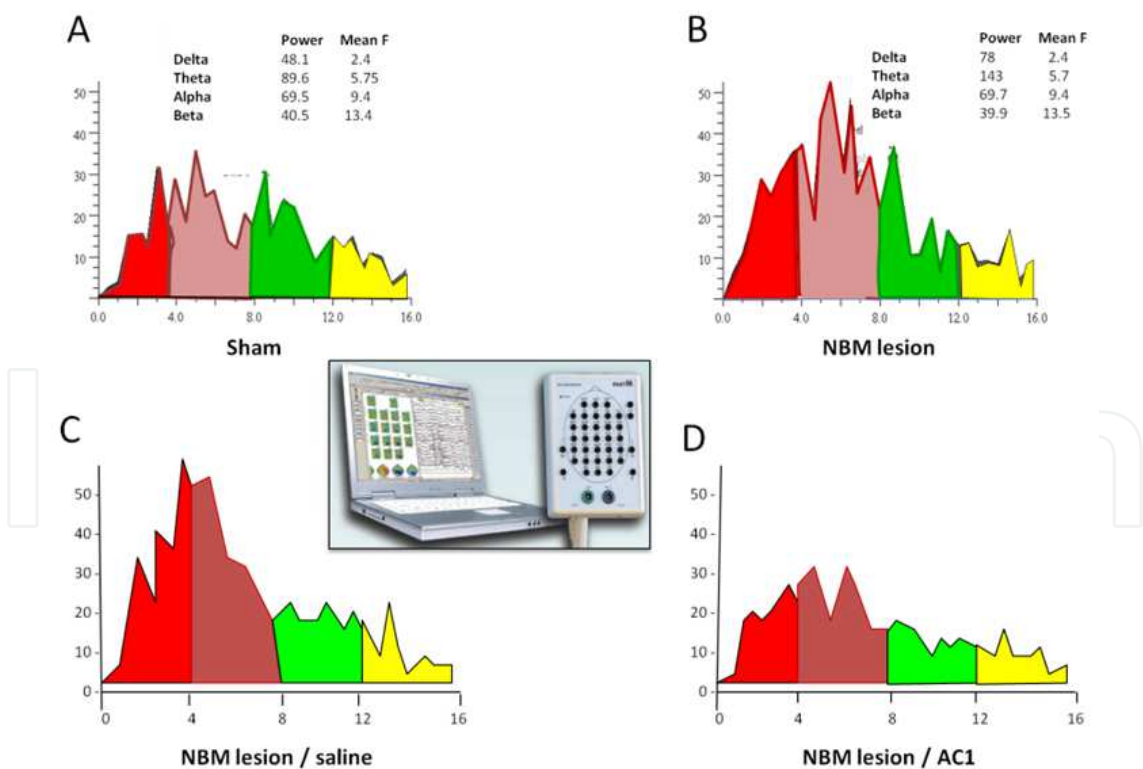 A
Power Mean F
Delta 48.1 2.4
Theta 89.6 5.75
Alpha 69.5 9.4
Beta 40.5 13.4
50
40
30
20
10
0.0 4.0 8.0 12.0 16.0
Sham
B
Power Mean F
Delta 78 2.4
Theta 143 5.7
Alpha 69.7 9.4
Beta 39.9 13.5
50
40
30
20
10
0.0 4.0 8.0 12.0 16.0
NBM lesion
C
50
40
30
20
10
0
0 4 8 12 16
NBM lesion / saline
D
50
40
30
20
10
0
0 4 8 12 16
NBM lesion / AC1